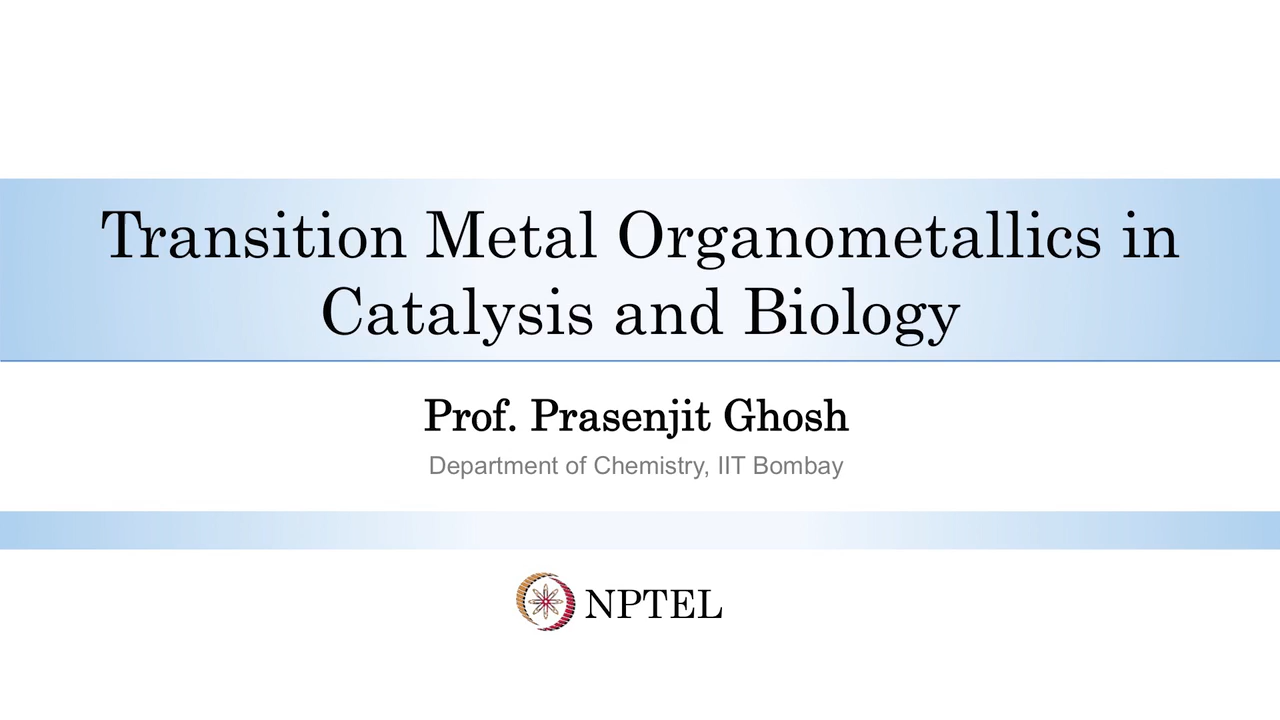 Transition Metal Organometallics in
Catalysis and Biology
Prof. Prasenjit Ghosh
Department of Chemistry, IIT Bombay
NPTEL